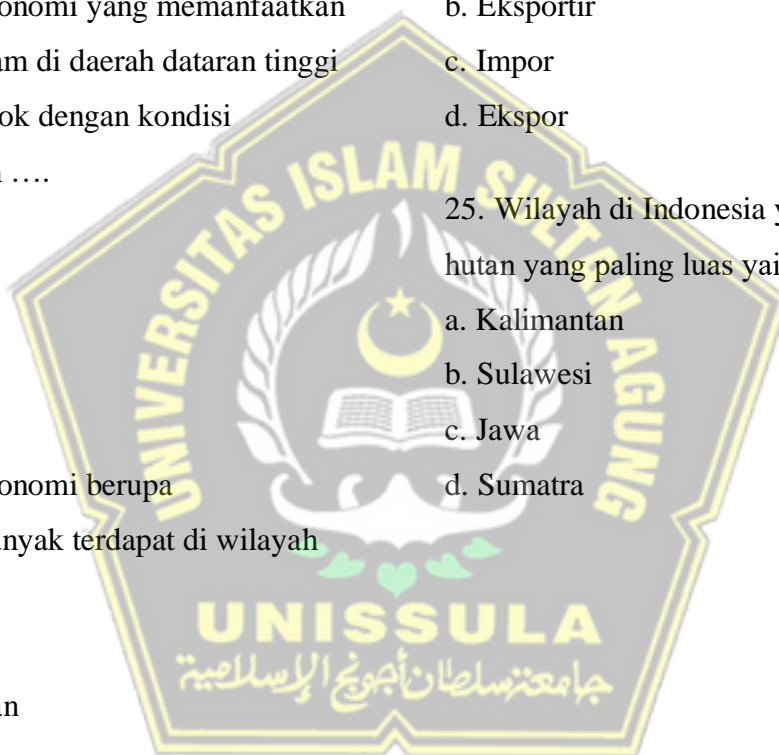 onomi yang memanfaatkan
am di daerah dataran tinggi
ok dengan kondisi
n ….
onomi berupa
anyak terdapat di wilayah
an
b. Eksportir
c. Impor
d. Ekspor
25. Wilayah di Indonesia y
hutan yang paling luas yai
a. Kalimantan
b. Sulawesi
c. Jawa
d. Sumatra
UNIVERSITAS ISLAM SULTAN AGUNG
UNISSULA
جامعتنسلطان أجونج الإسلامية